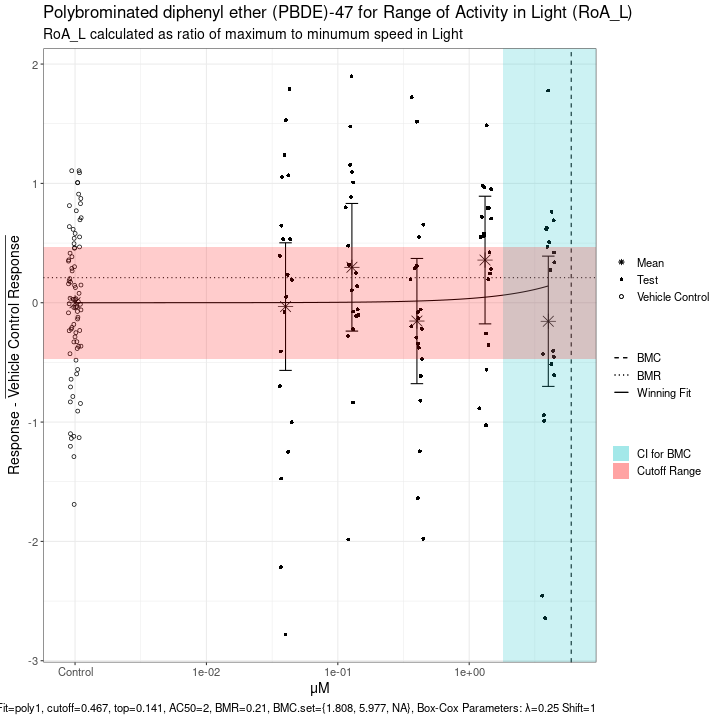 Polybrominated diphenyl ether (PBDE)-47 for Range of Activity in Light (RoA_L)
RoA_L calculated as ratio of maximum to minumum speed in Light
Response - Vehicle Control Response
2
1
0
-1
-2
-3
Control
1e-02
1e-01
1e+00
μM
Mean
Test
Vehicle Control
BMC
BMR
Winning Fit
CI for BMC
Cutoff Range
Fit=poly1, cutoff=0.467, top=0.141, AC50=2, BMR=0.21, BMC.set={1.808, 5.977, NA}, Box-Cox Parameters: λ=0.25 Shift=1